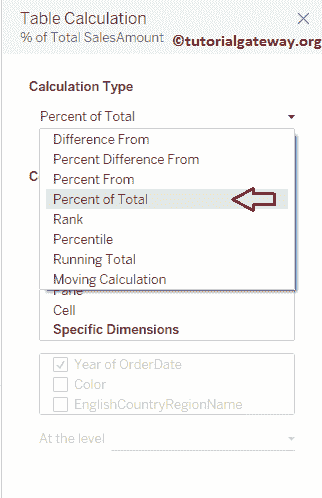 Table Calculation
% of Total SalesAmount
©tutorialgateway.org
Calculation Type
Percent of Total
Difference From
Percent Difference From
C
Percent From
Percent of Total
Rank
Percentile
Running Total
Moving Calculation
Pane
Cell
Specific Dimensions
Year of OrderDate
Color
EnglishCountryRegionName
At the level